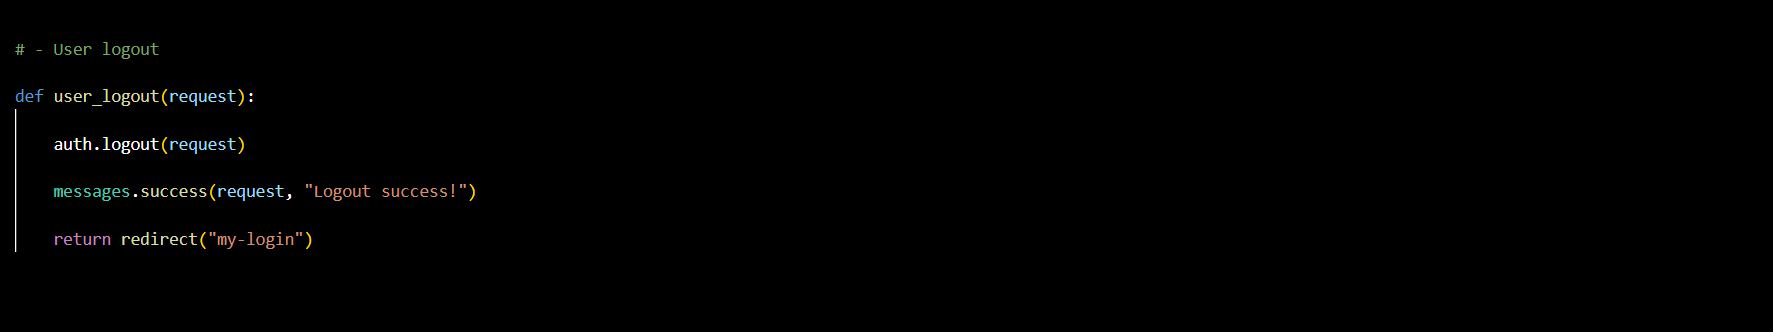 # - User logout
def user_logout(request):
    auth.logout(request)
    messages.success(request, "Logout success!")
    return redirect("my-login")